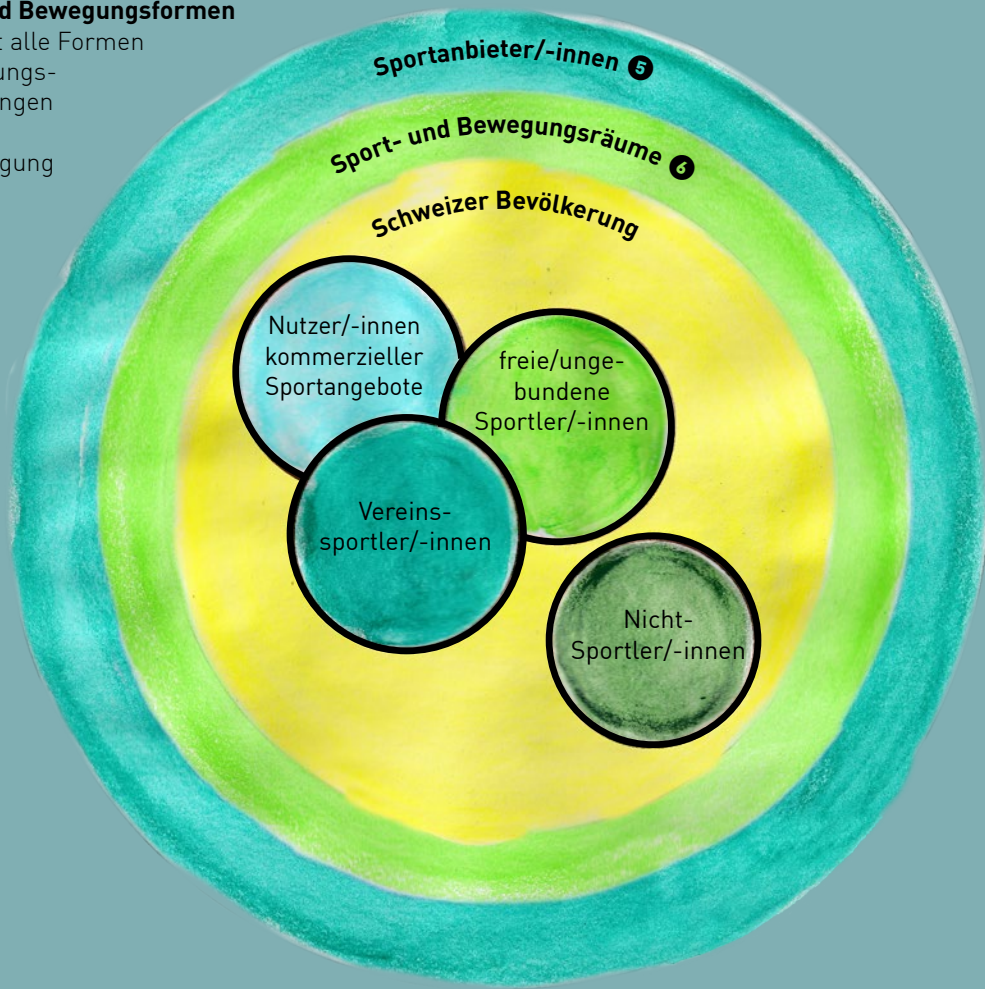 d Bewegungsformen
alle Formen
ungs-
ngen
gung
Sportanbieter/-innen 5
Sport- und Bewegungsräume 6
Schweizer Bevölkerung
Nutzer/-innen
kommerzieller
Sportangebote
freie/unge-
bundene
Sportler/-innen
Vereins-
sportler/-innen
Nicht-
Sportler/-innen